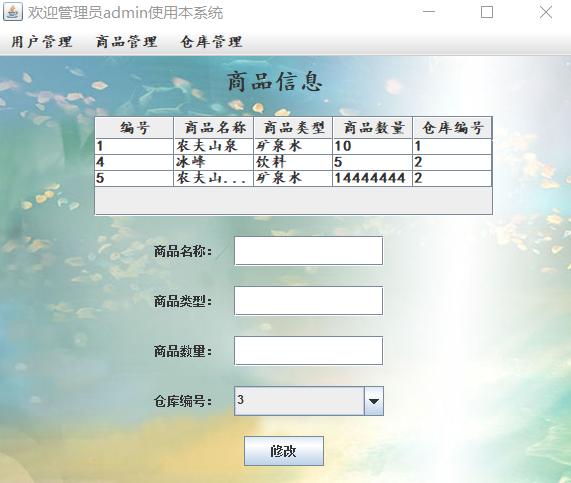 欢迎管理员admin使用本系统
用户管理 商品管理 仓库管理
商品信息
编号 商品名称 商品类型 商品数量 仓库编号
1 农夫山泉 矿泉水 10 1
4 冰峰 饮料 5 2
5 农夫山... 矿泉水 14444444 2
商品名称：
商品类型：
商品数量：
仓库编号： 3
修改